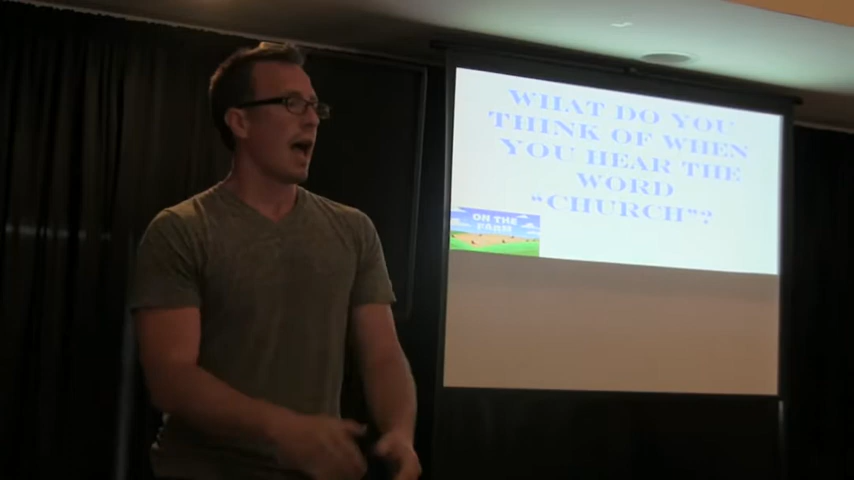 WHAT DO YOU
THINK OF WHEN
YOU HEAR THE
WORD
"CHURCH"?
ON THE
FARM